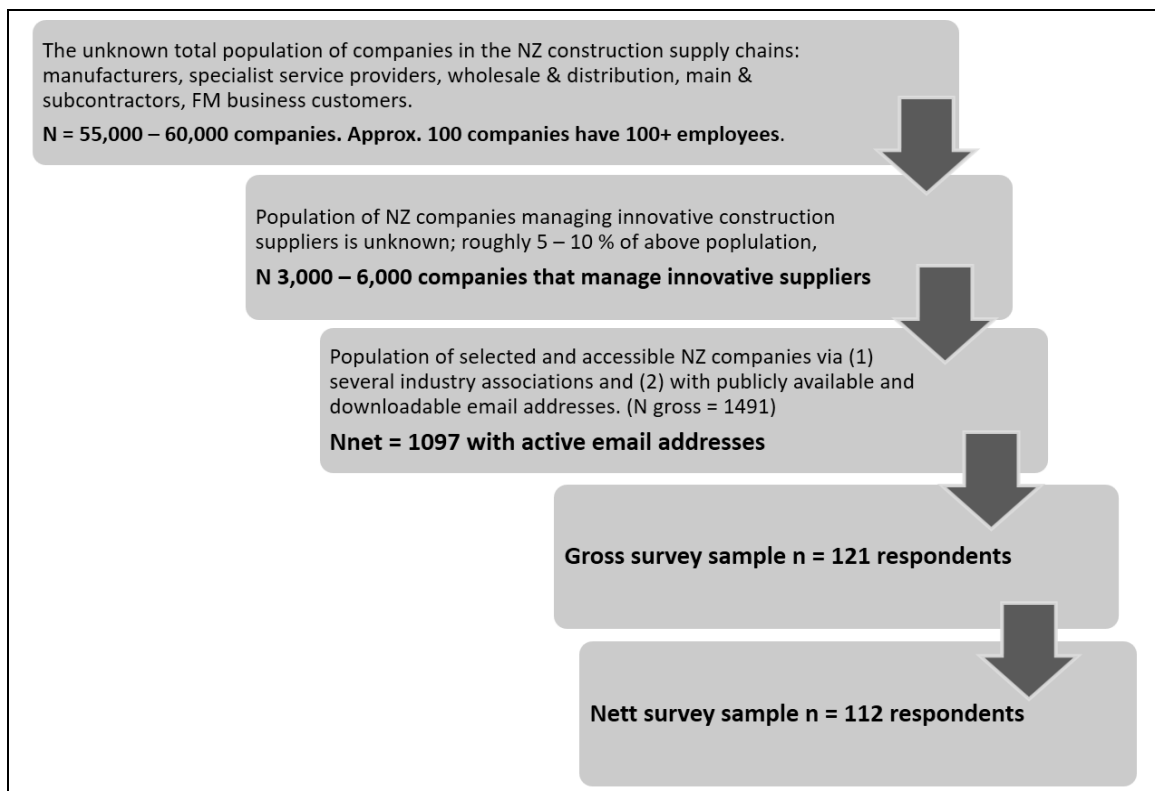 The unknown total population of companies in the NZ construction supply chains:
manufacturers, specialist service providers, wholesale & distribution, main &
subcontractors, FM business customers.
N = 55,000 – 60,000 companies. Approx. 100 companies have 100+ employees.
Population of NZ companies managing innovative construction
suppliers is unknown; roughly 5 – 10 % of above poplulation,
N 3,000 – 6,000 companies that manage innovative suppliers
Population of selected and accessible NZ companies via (1)
several industry associations and (2) with publicly available and
downloadable email addresses. (N gross = 1491)
Nnet = 1097 with active email addresses
Gross survey sample n = 121 respondents
Nett survey sample n = 112 respondents